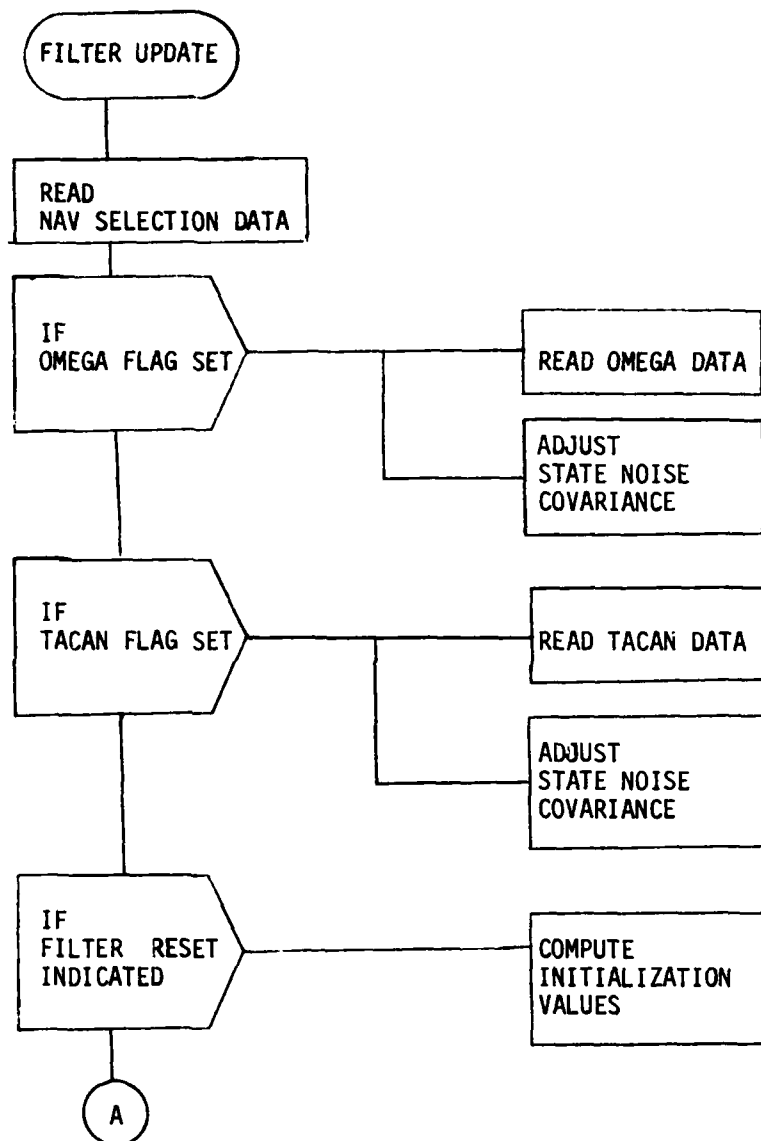 FILTER UPDATE
READ
NAV SELECTION DATA
IF
OMEGA FLAG SET
READ OMEGA DATA
ADJUST
STATE NOISE
COVARIANCE
IF
TACAN FLAG SET
READ TACAN DATA
ADJUST
STATE NOISE
COVARIANCE
IF
FILTER RESET
INDICATED
COMPUTE
INITIALIZATION
VALUES
A